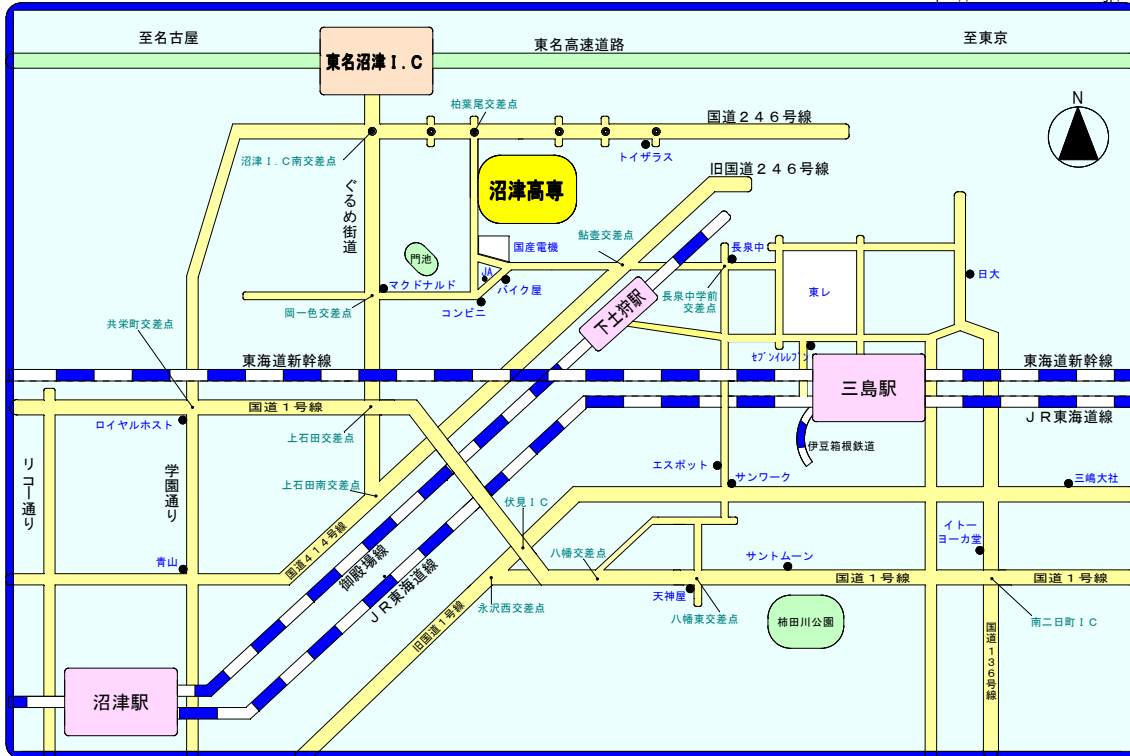 至名古屋
東名高速道路
至東京
東名沼津Ｉ.Ｃ
柏葉尾交差点
国道２４６号線
N
沼津Ｉ.Ｃ南交差点
トイザラス
旧国道２４６号線
ぐるめ街道
沼津高専
鮎壺交差点
国産電機
長泉中
門池
JA
マクドナルド
バイク屋
コンビニ
長泉中学前
交差点
東レ
日大
岡一色交差点
下土狩駅
共栄町交差点
セブンイレブン
東海道新幹線
東海道新幹線
三島駅
国道１号線
ＪＲ東海道線
ロイヤルホスト
上石田交差点
伊豆箱根鉄道
リコー通り
学園通り
エスポット
サンワーク
三嶋大社
上石田南交差点
伏見ＩＣ
イトー
ヨーカ堂
国道４１４号線
青山
御殿場線
ＪＲ東海道線
八幡交差点
サントムーン
国道１号線
国道１号線
永沢西交差点
天神屋
八幡東交差点
柿田川公園
南二日町ＩＣ
旧国道１号線
国道１３６号線
沼津駅